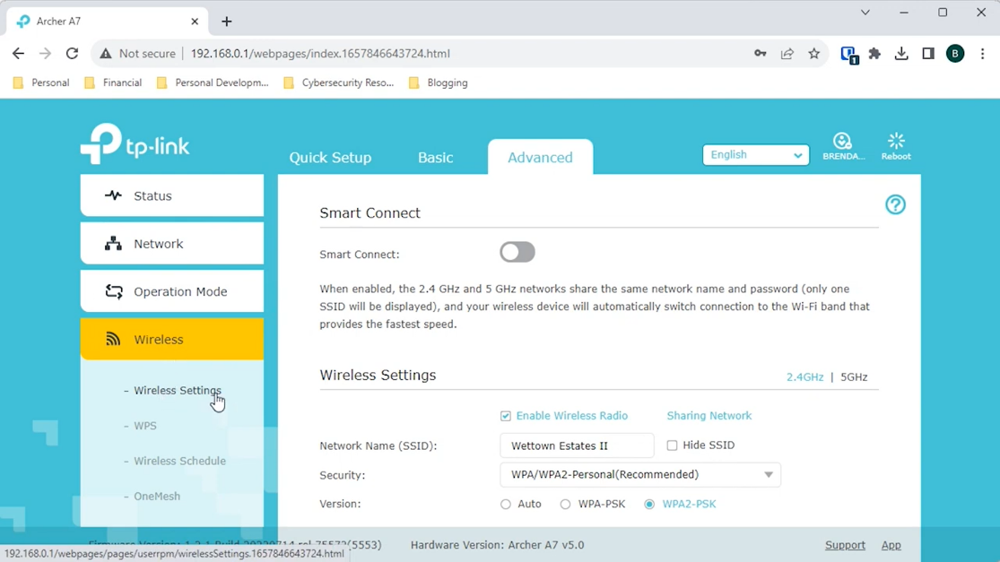 Archer A7
Not secure
192.168.0.1/webpages/index.1657846643724.html
1
B
Personal
Financial
Personal Developm...
Cybersecurity Reso...
Blogging
tp-link
Quick Setup
Basic
Advanced
English
BRENDA...
Reboot
Status
Network
Operation Mode
Wireless
- Wireless Settings
- WPS
- Wireless Schedule
- OneMesh
Smart Connect
Smart Connect:
When enabled, the 2.4 GHz and 5 GHz networks share the same network name and password (only one
SSID will be displayed), and your wireless device will automatically switch connection to the Wi-Fi band that
provides the fastest speed.
Wireless Settings
2.4GHz | 5GHz
Enable Wireless Radio
Sharing Network
Network Name (SSID):
Wettown Estates II
Hide SSID
Security:
WPA/WPA2-Personal(Recommended)
Version:
Auto
WPA-PSK
WPA2-PSK
Hardware Version: Archer A7 v5.0
Support
App
192.168.0.1/webpages/pages/userrpm/wirelessSettings.1657846643724.html